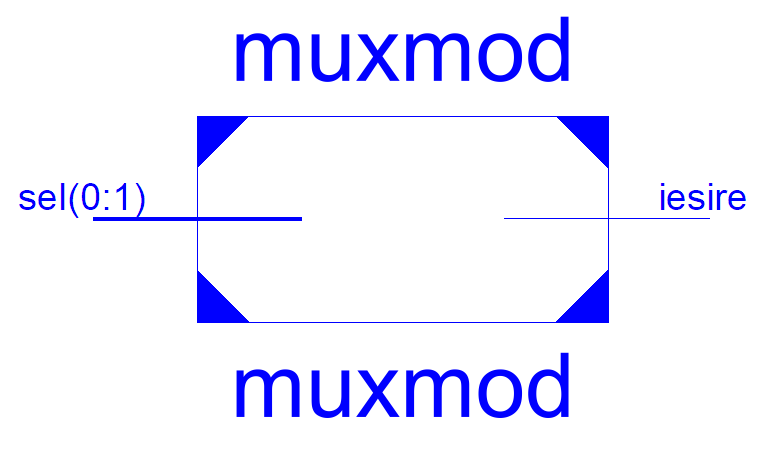 muxmod
sel(0:1)
iesire
muxmod